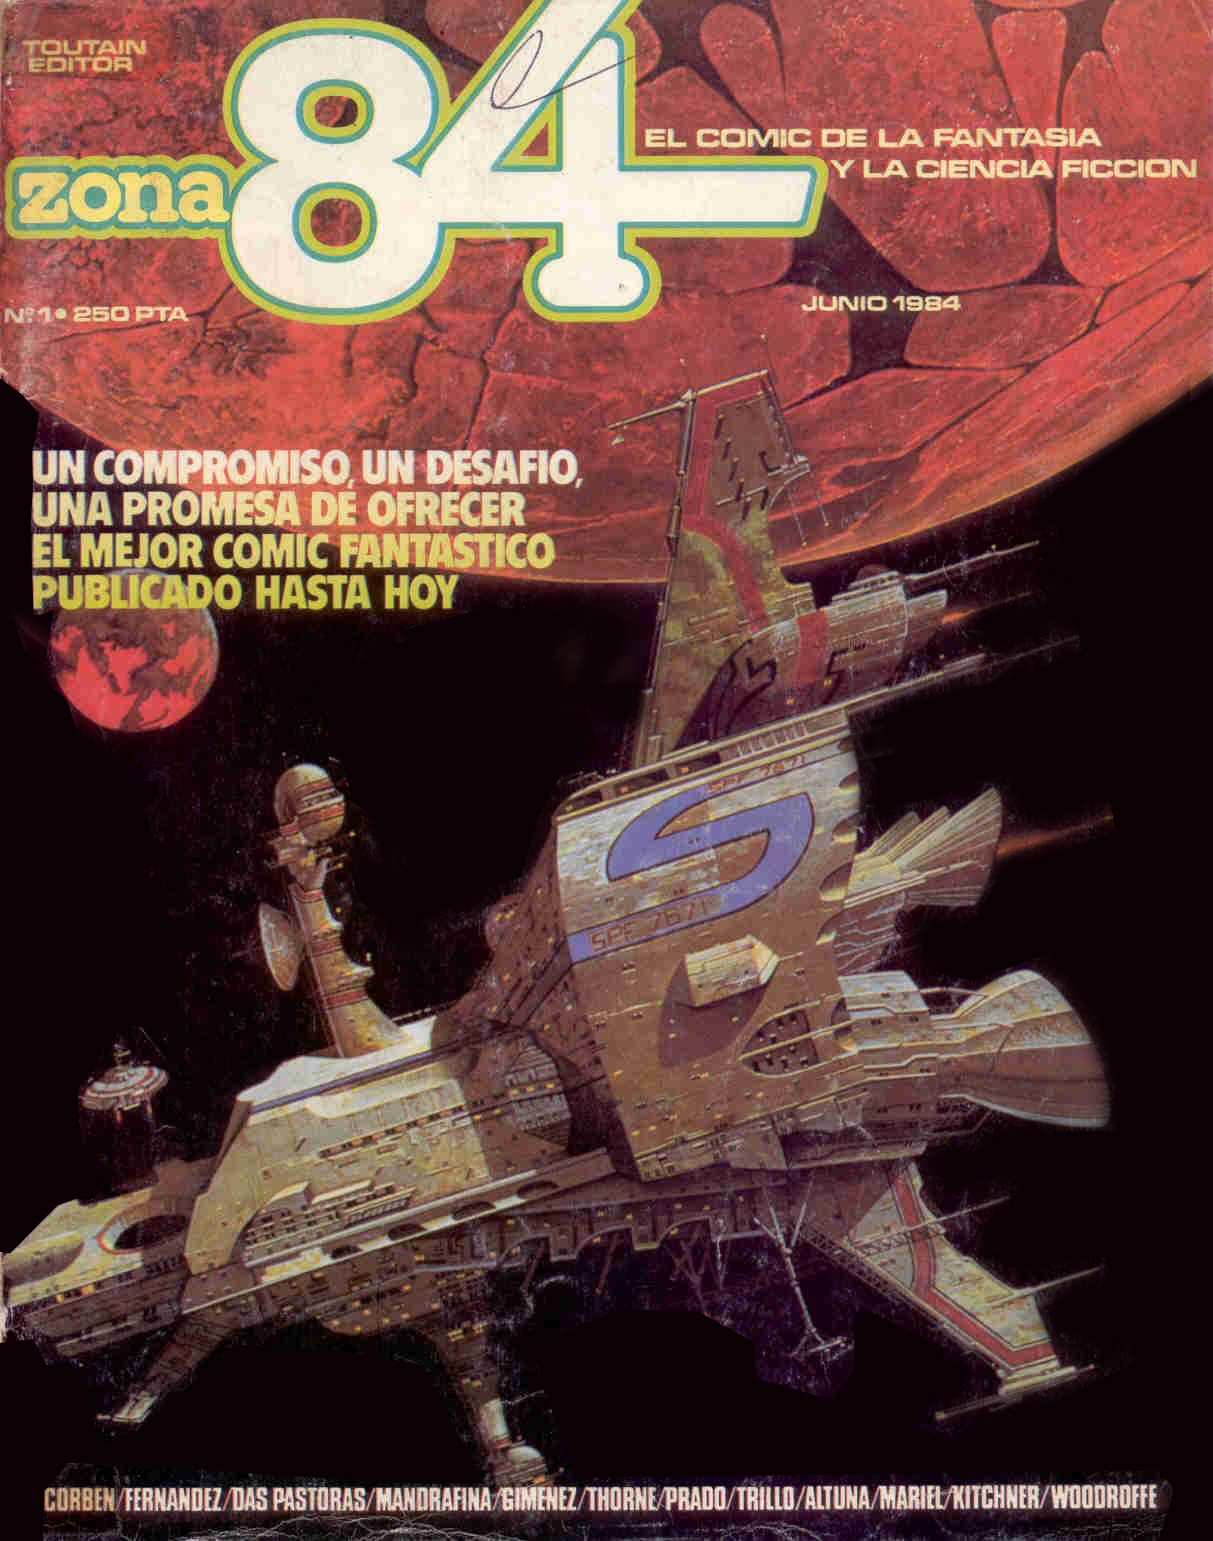 TOUTAIN
EDITOR
zona 84
EL COMIC DE LA FANTASIA
Y LA CIENCIA FICCION
Nº1• 250 PTA
JUNIO 1984
UN COMPROMISO, UN DESAFIO,
UNA PROMESA DE OFRECER
EL MEJOR COMIC FANTASTICO
PUBLICADO HASTA HOY
SPF 7671
SPF 7671
CORBEN/FERNANDEZ/DAS PASTORAS/MANDRAFINA/GIMENEZ/THORNE/PRADO/TRILLO/ALTUNA/MARIEL/KITCHNER/WOODROFFE